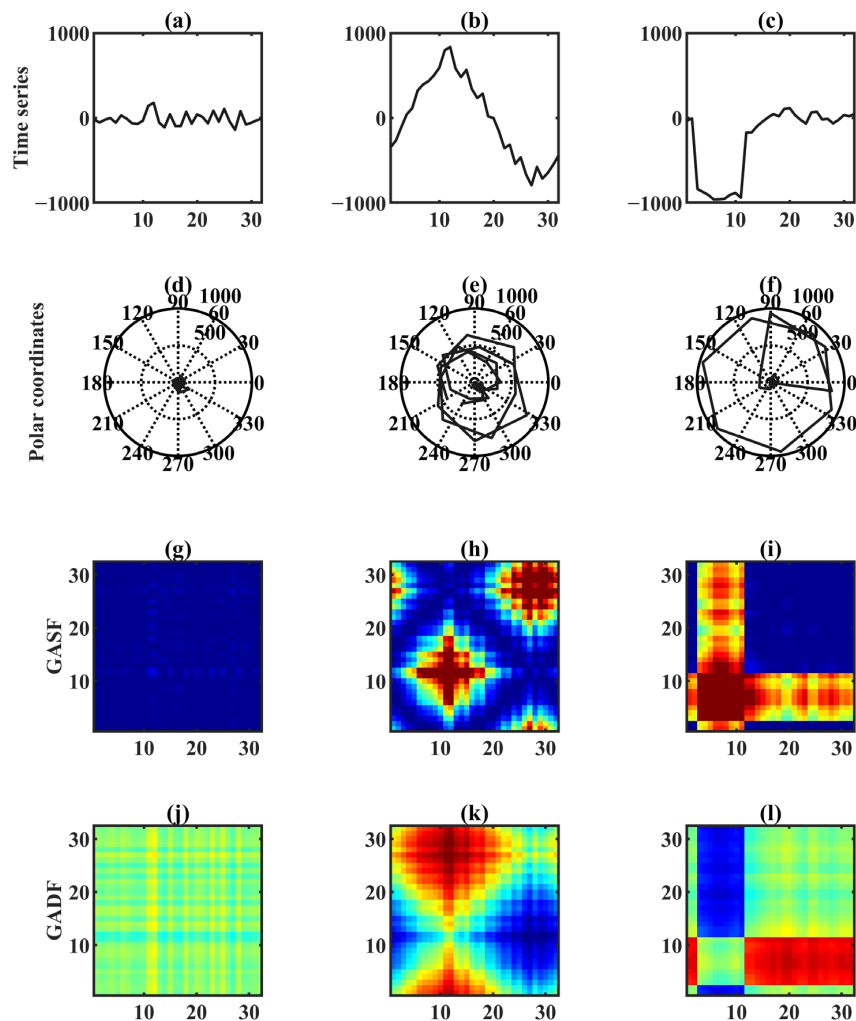 (a) (b) (c)
Time series
1000 1000 1000
0 0 0
−1000 −1000 −1000
10 20 30 10 20 30 10 20 30
(d) (e) (f)
Polar coordinates
90 1000 90 1000 90 1000
120 60 120 60 120 60
500 500 500
150 30 150 30 150 30
180 0 180 0 180 0
210 330 210 330 210 330
240 300 240 300 240 300
270 270 270
(g) (h) (i)
GASF
30 30 30
20 20 20
10 10 10
10 20 30 10 20 30 10 20 30
(j) (k) (l)
GADF
30 30 30
20 20 20
10 10 10
10 20 30 10 20 30 10 20 30